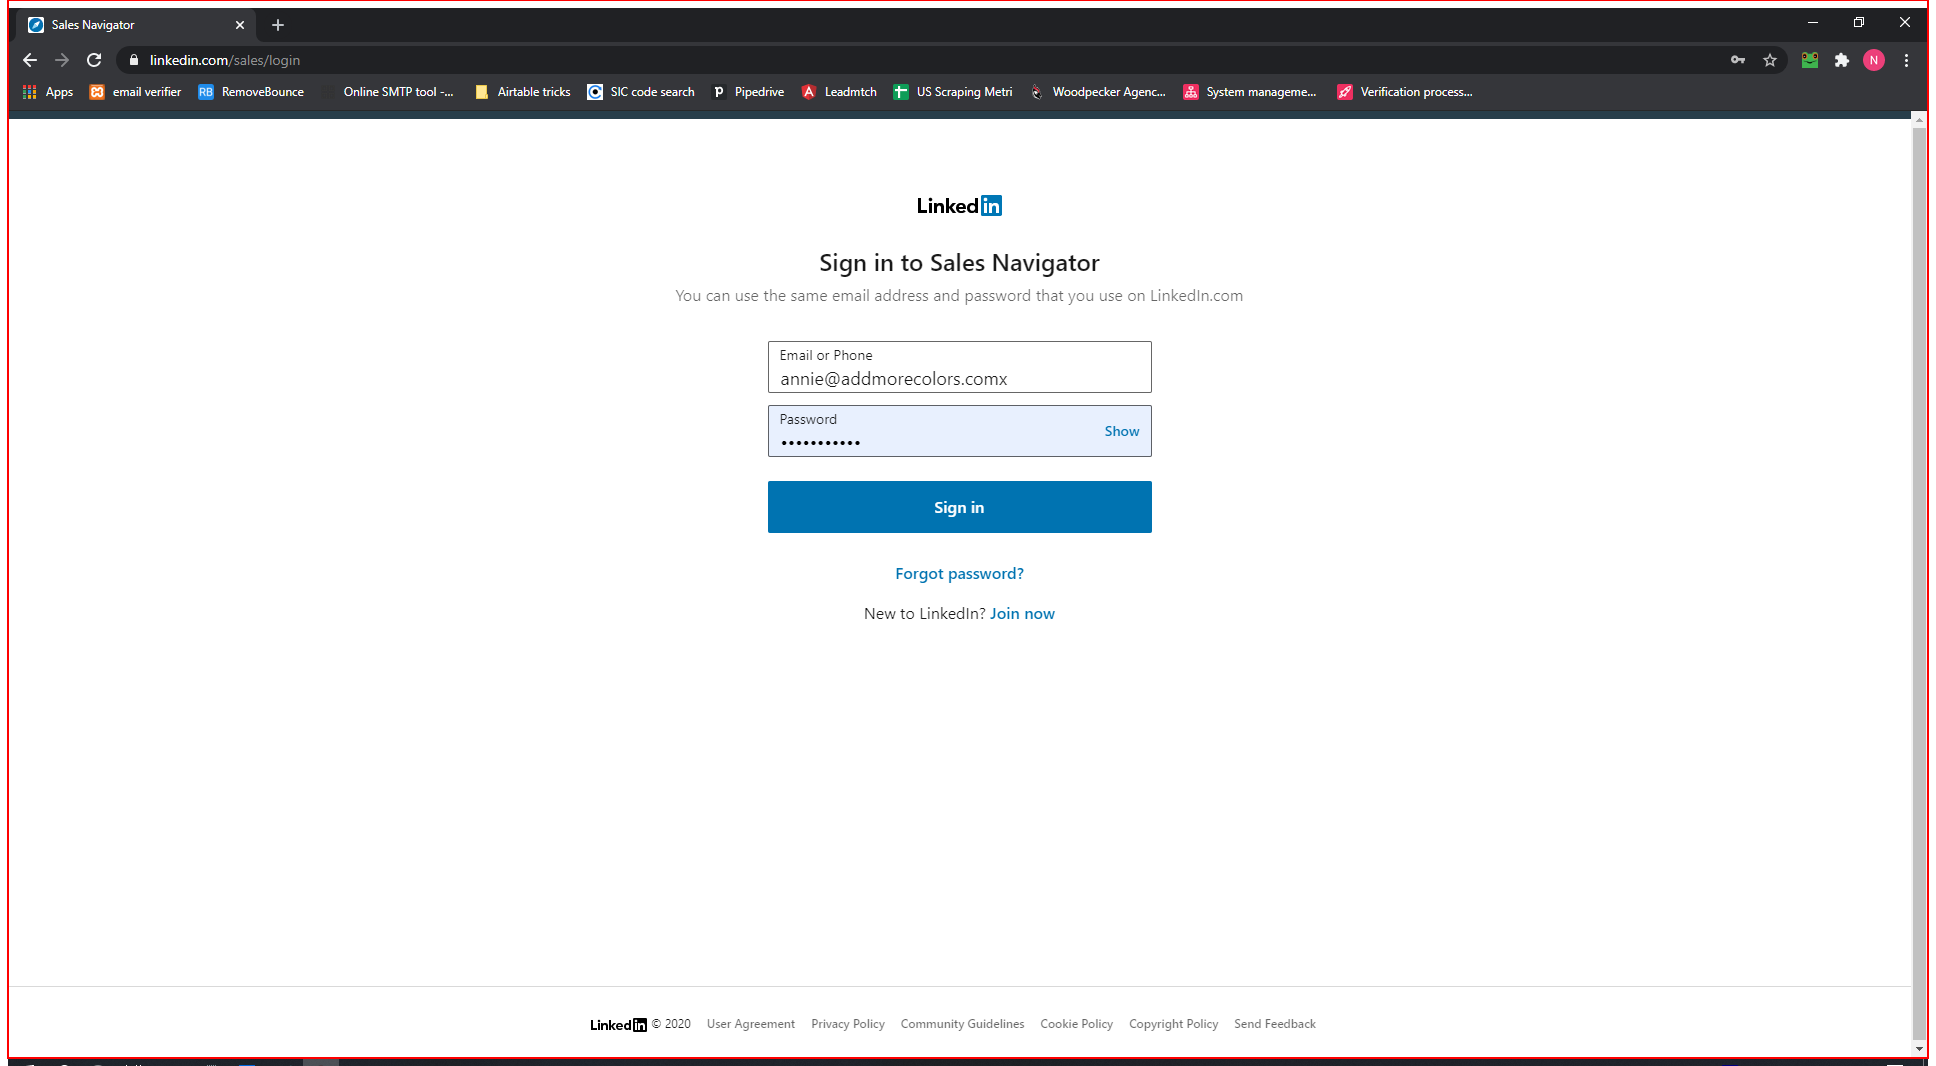 Sales Navigator
linkedin.com/sales/login
N
Apps email verifier RB RemoveBounce Online SMTP tool -... Airtable tricks SIC code search Pipedrive Leadmtch US Scraping Metri Woodpecker Agenc... System manageme... Verification process...
Linked in
Sign in to Sales Navigator
You can use the same email address and password that you use on LinkedIn.com
Email or Phone
annie@addmorecolors.comx
Password
•••••••••••
Show
Sign in
Forgot password?
New to LinkedIn? Join now
Linked in © 2020 User Agreement Privacy Policy Community Guidelines Cookie Policy Copyright Policy Send Feedback